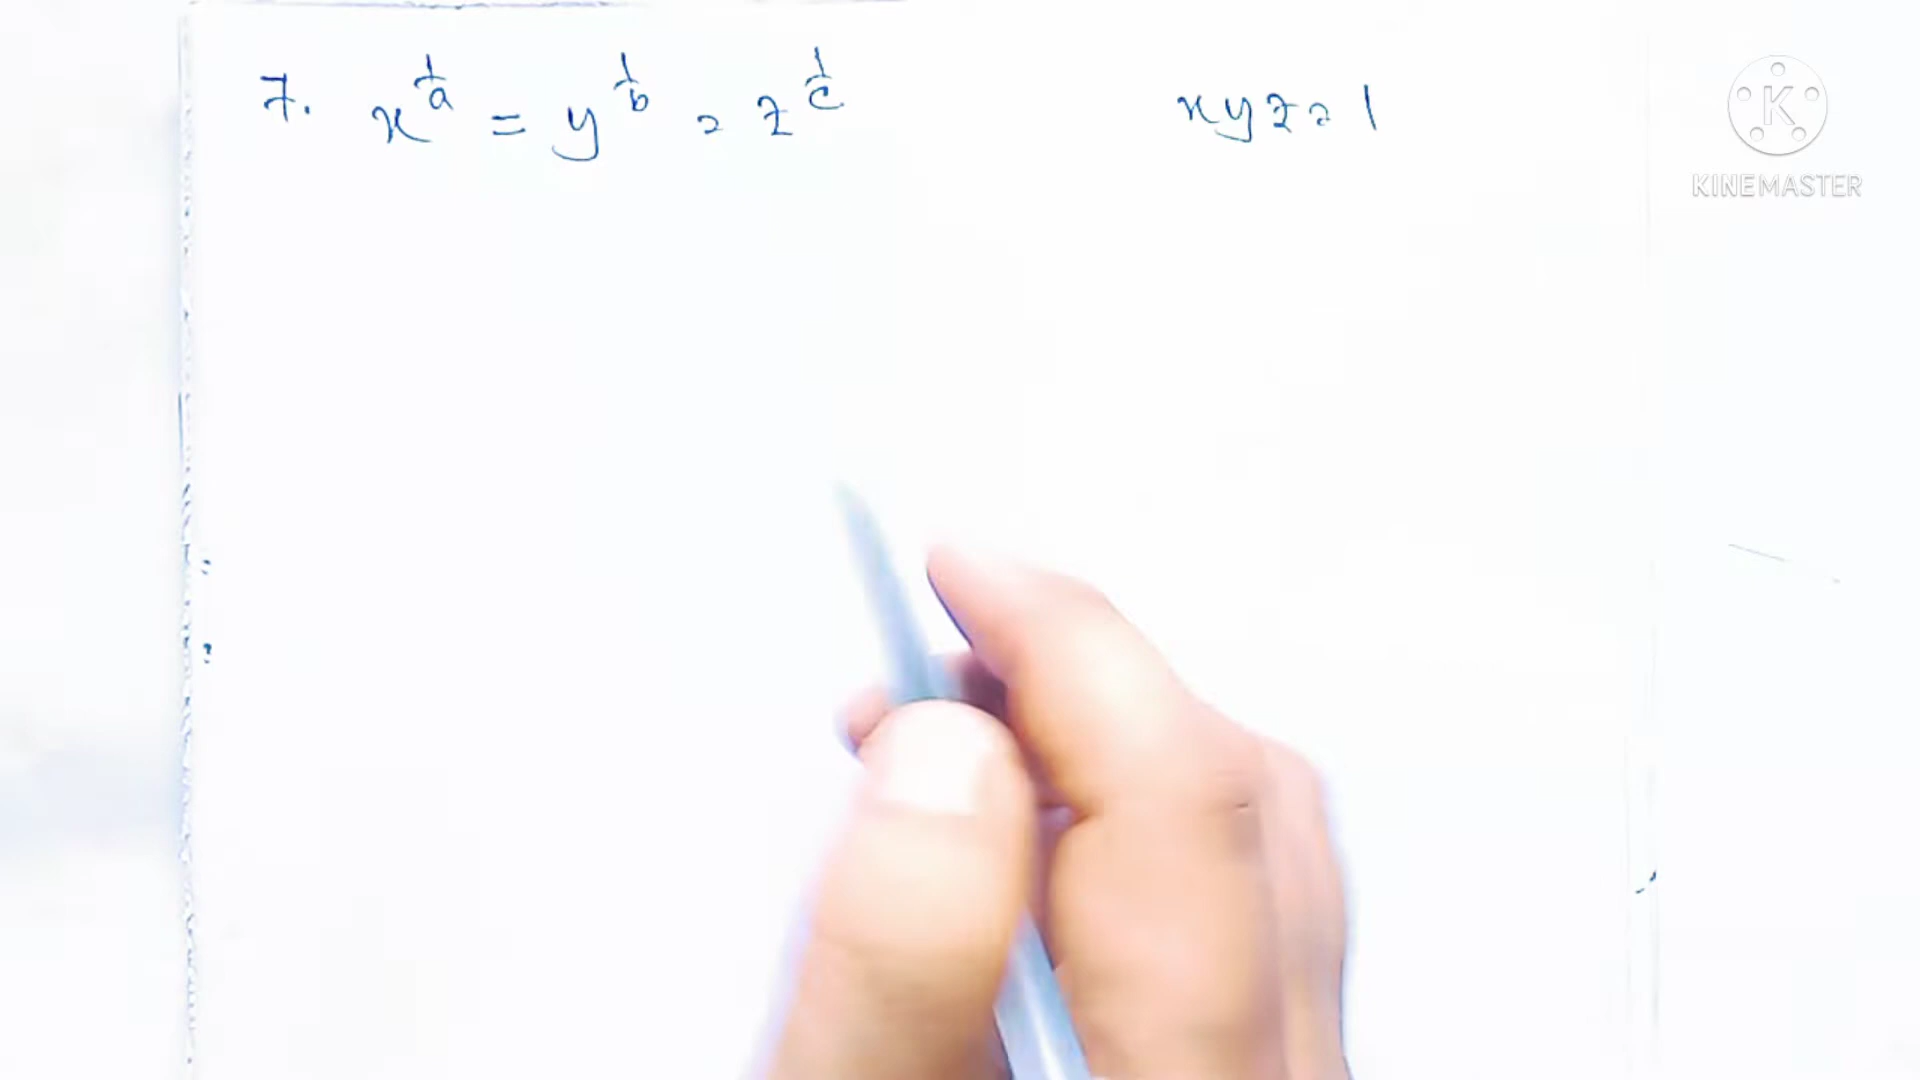 7. x^{1/a} = y^{1/b} = z^{1/c} xyz = 1
K
KINEMASTER